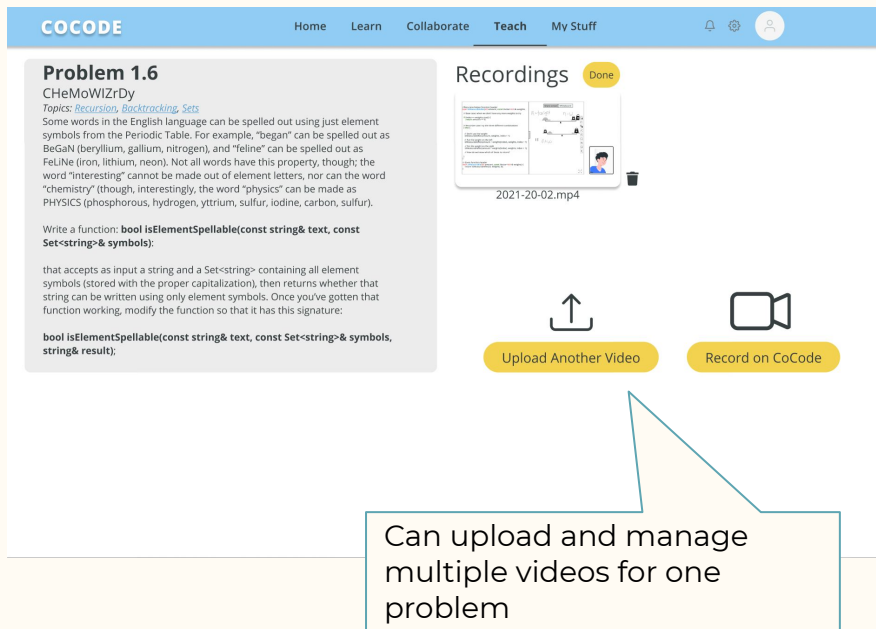 COCODE
Home Learn Collaborate Teach My Stuff
Problem 1.6
CHeMoWIZrDy
Topics: Recursion, Backtracking, Sets
Some words in the English language can be spelled out using just element
symbols from the Periodic Table. For example, “began” can be spelled out as
BeGaN (beryllium, gallium, nitrogen), and “feline” can be spelled out as
FeLiNe (iron, lithium, neon). Not all words have this property, though; the
word “interesting” cannot be made out of element letters, nor can the word
“chemistry” (though, interestingly, the word “physics” can be made as
PHYSICS (phosphorous, hydrogen, yttrium, sulfur, iodine, carbon, sulfur).
Write a function: bool isElementSpellable(const string& text, const
Set<string>& symbols):
that accepts as input a string and a Set<string> containing all element
symbols (stored with the proper capitalization), then returns whether that
string can be written using only element symbols. Once you’ve gotten that
function working, modify the function so that it has this signature:
bool isElementSpellable(const string& text, const Set<string>& symbols,
string& result);
Recordings
Done
2021-20-02.mp4
Upload Another Video
Record on CoCode
Can upload and manage
multiple videos for one
problem